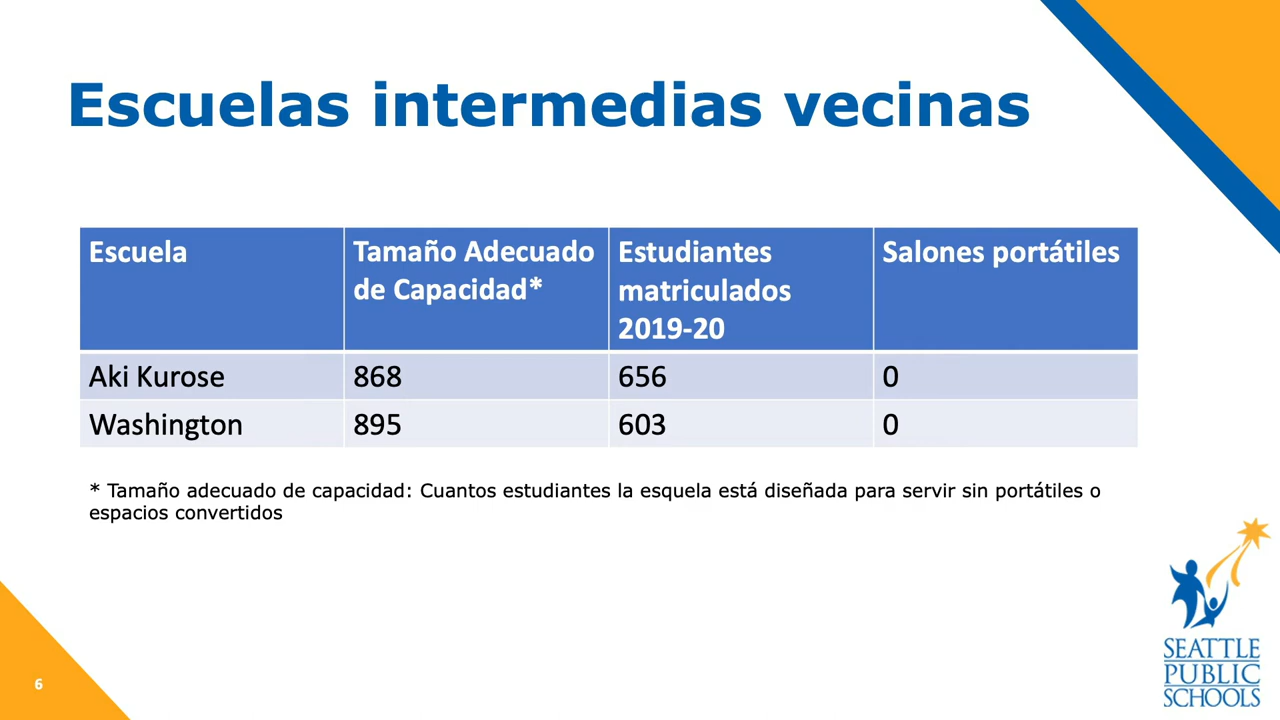 Escuelas intermedias vecinas
Escuela
Tamaño Adecuado
de Capacidad*
Estudiantes
matriculados
2019-20
Salones portátiles
Aki Kurose 868 656 0
Washington 895 603 0
* Tamaño adecuado de capacidad: Cuantos estudiantes la esquela está diseñada para servir sin portátiles o
espacios convertidos
6
SEATTLE
PUBLIC
SCHOOLS